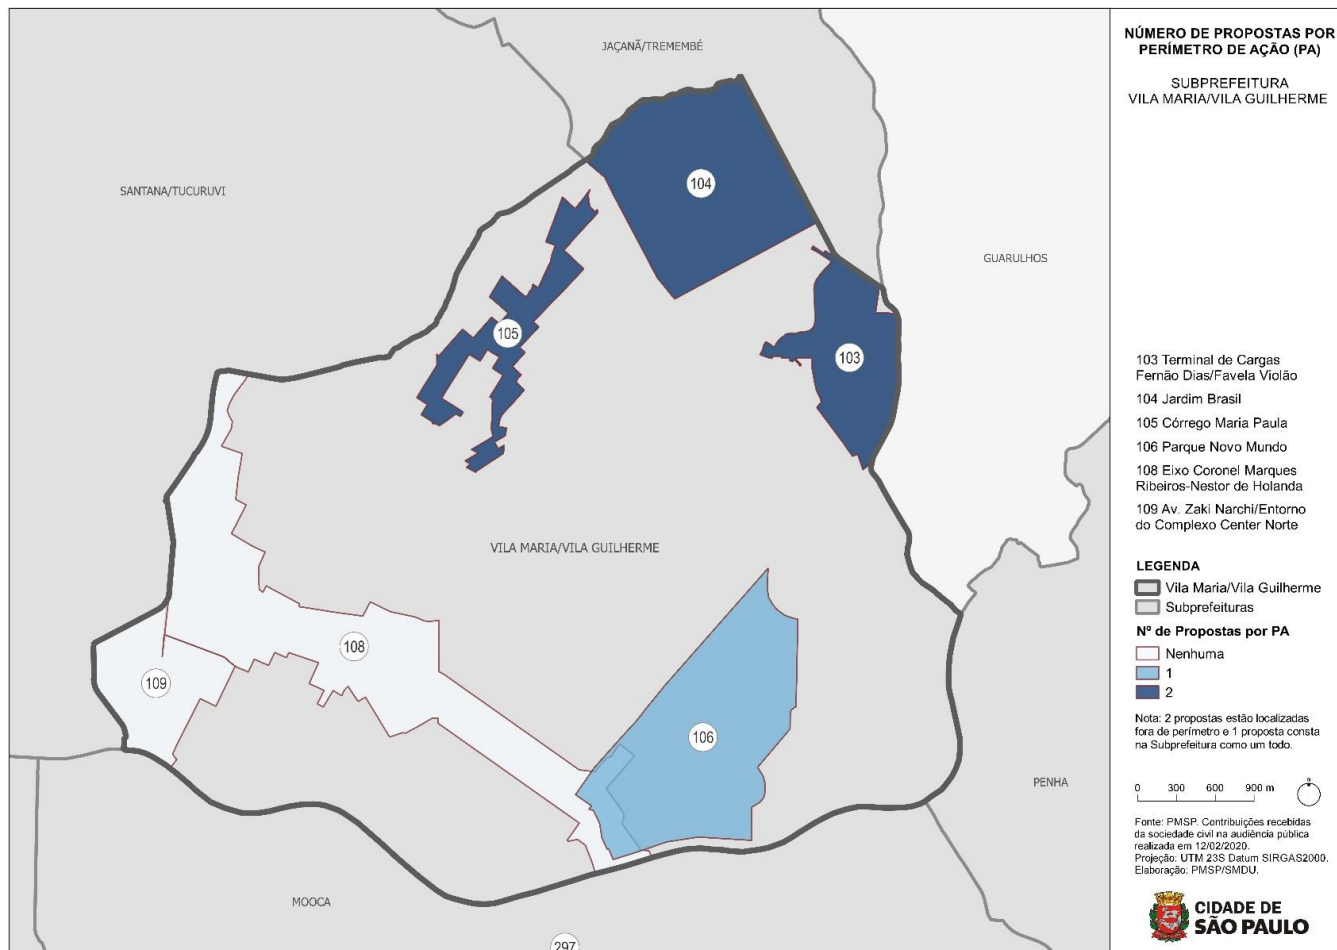 JAÇANÃ/TREMEMBÉ
SANTANA/TUCURUVI
104
GUARULHOS
105
103
VILA MARIA/VILA GUILHERME
108
109
106
PENHA
MOOCA
297
NÚMERO DE PROPOSTAS POR
PERÍMETRO DE AÇÃO (PA)
SUBPREFEITURA
VILA MARIA/VILA GUILHERME
103 Terminal de Cargas
Fernão Dias/Favela Violão
104 Jardim Brasil
105 Córrego Maria Paula
106 Parque Novo Mundo
108 Eixo Coronel Marques
Ribeiros-Nestor de Holanda
109 Av. Zaki Narchi/Entorno
do Complexo Center Norte
LEGENDA
Vila Maria/Vila Guilherme
Subprefeituras
Nº de Propostas por PA
Nenhuma
1
2
Nota: 2 propostas estão localizadas
fora de perímetro e 1 proposta consta
na Subprefeitura como um todo.
0 300 600 900 m
N
Fonte: PMSP. Contribuições recebidas
da sociedade civil na audiência pública
realizada em 12/02/2020.
Projeção: UTM 23S Datum SIRGAS2000.
Elaboração: PMSP/SMDU.
CIDADE DE
SÃO PAULO